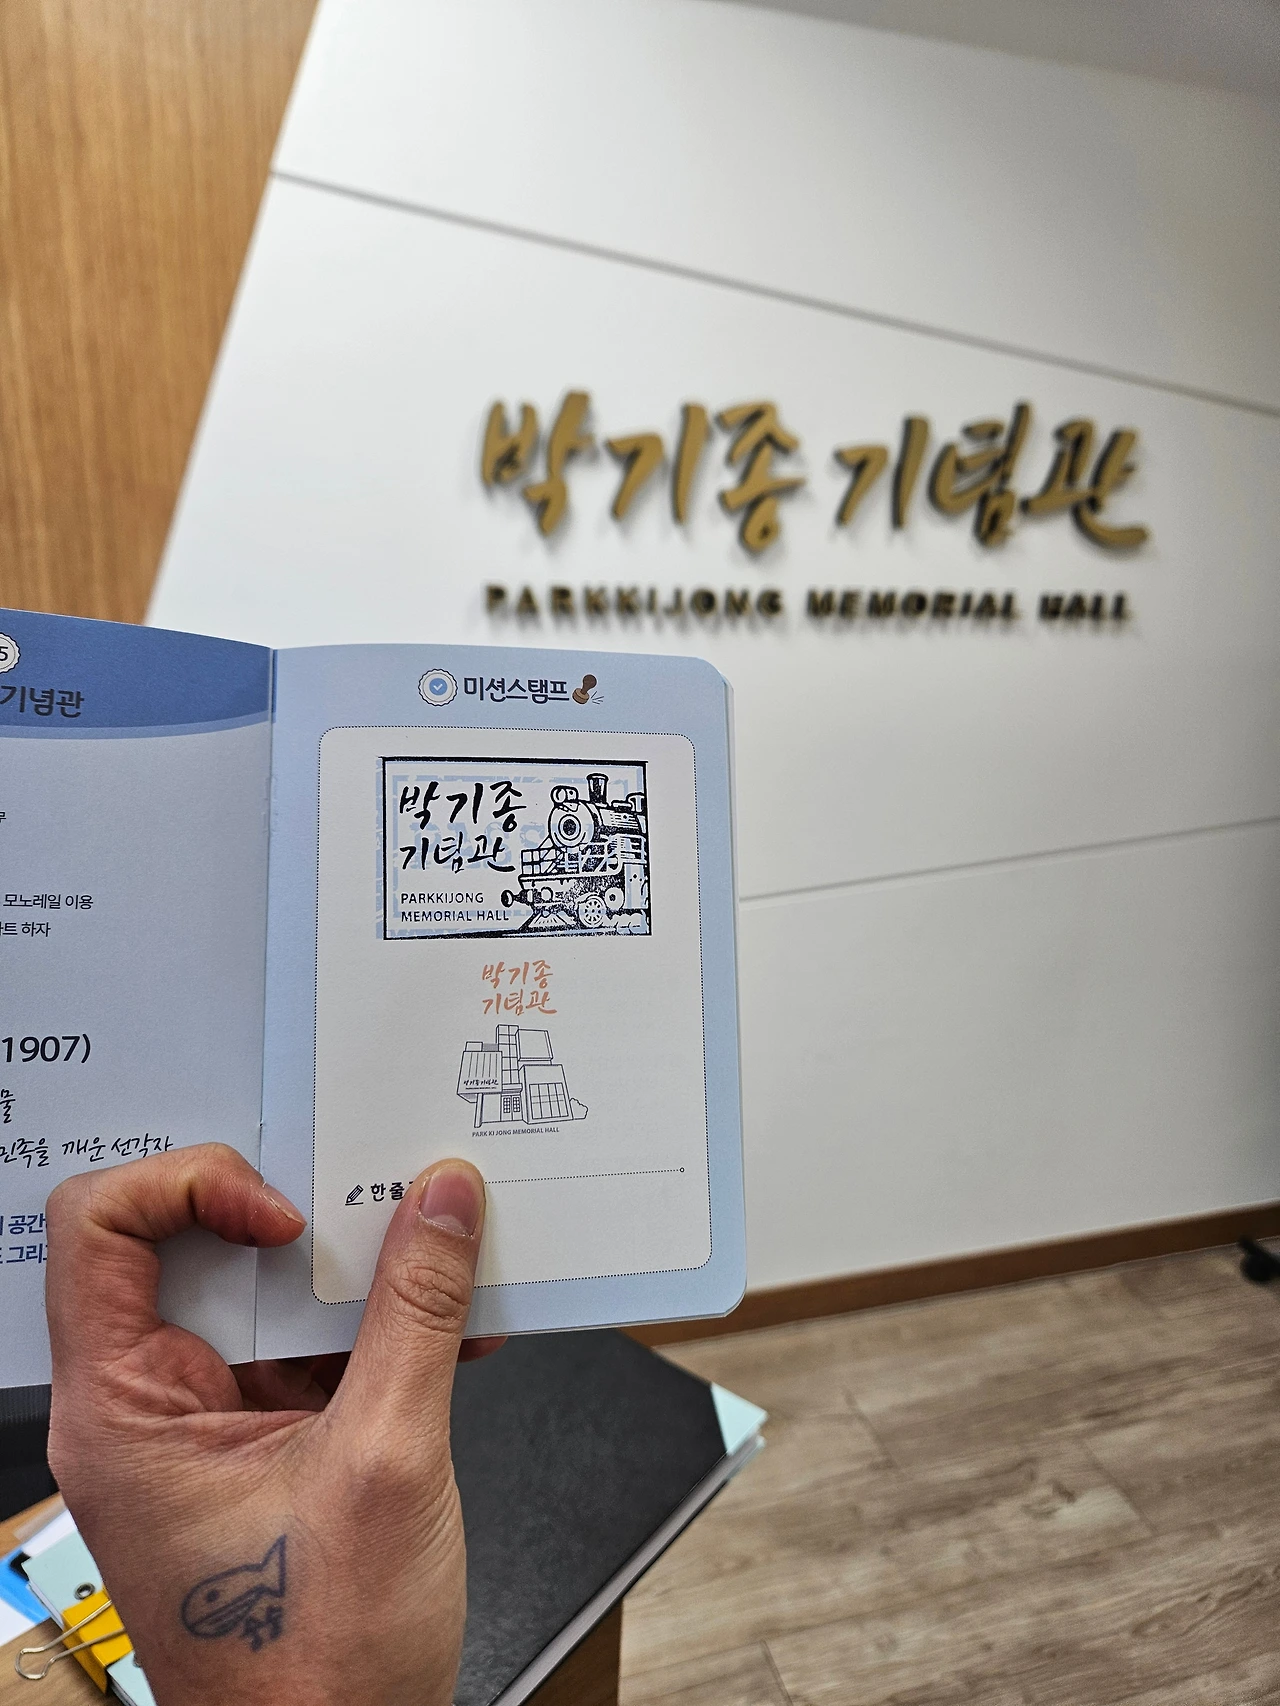 박기종 기념관
PARKKIJONG MEMORIAL HALL
5
기념관
모노레일 이용
트 하자
1907)
물
민족을 깨운 선각자
공간
그리고
미션스탬프
박기종
기념관
PARKKIJONG
MEMORIAL HALL
박기종
기념관
박기종기념관
PARK KI JONG MEMORIAL HALL
한 줄